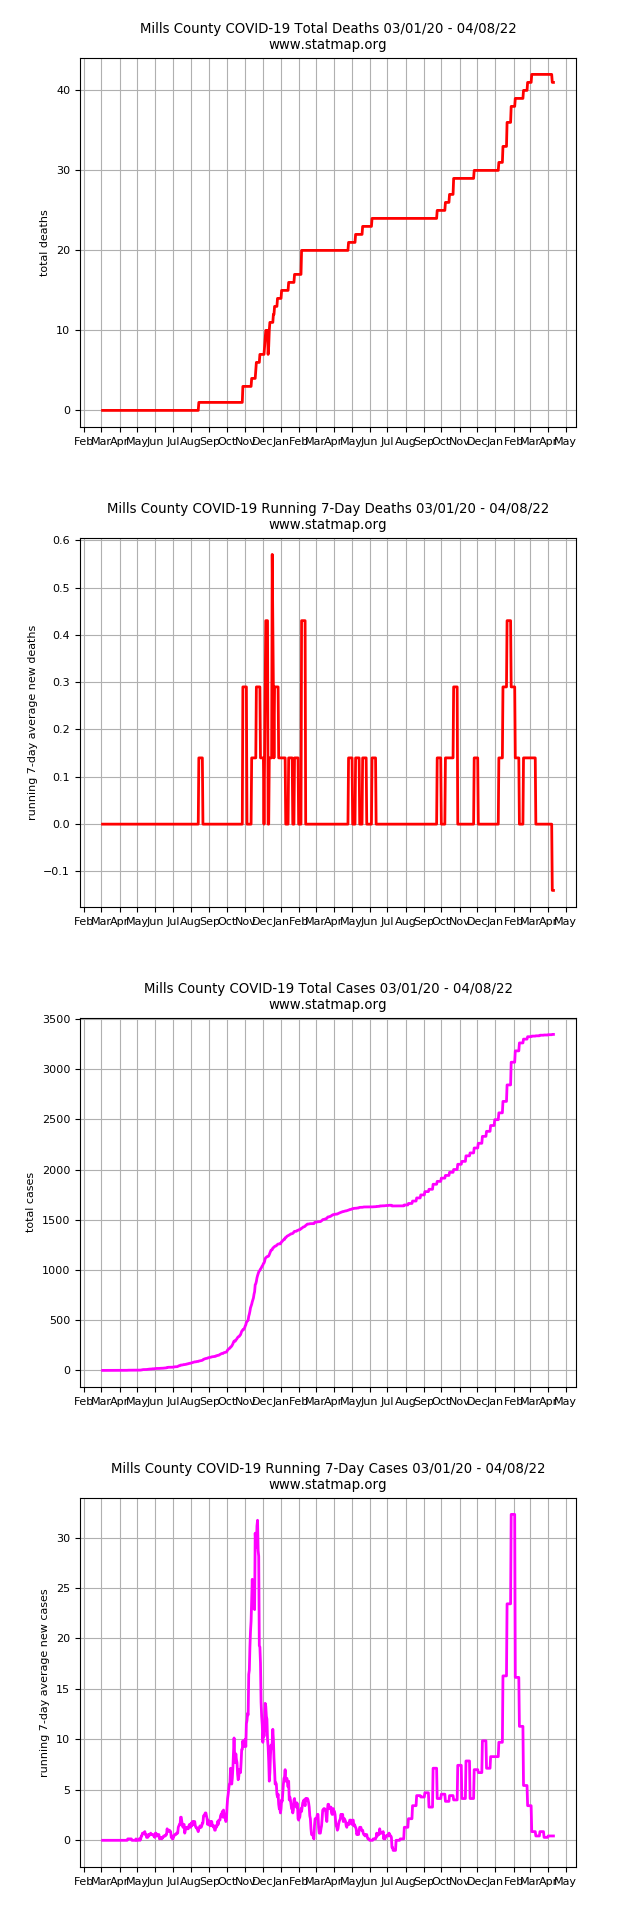 Mills County COVID-19 Total Deaths 03/01/20 - 04/08/22
www.statmap.org
40
30
20
10
0
total deaths
Feb Mar Apr May Jun Jul Aug Sep Oct Nov Dec Jan Feb Mar Apr May Jun Jul Aug Sep Oct Nov Dec Jan Feb Mar Apr May
Mills County COVID-19 Running 7-Day Deaths 03/01/20 - 04/08/22
www.statmap.org
0.6
0.5
0.4
0.3
0.2
0.1
0.0
−0.1
running 7-day average new deaths
Feb Mar Apr May Jun Jul Aug Sep Oct Nov Dec Jan Feb Mar Apr May Jun Jul Aug Sep Oct Nov Dec Jan Feb Mar Apr May
Mills County COVID-19 Total Cases 03/01/20 - 04/08/22
www.statmap.org
3500
3000
2500
2000
1500
1000
500
0
total cases
Feb Mar Apr May Jun Jul Aug Sep Oct Nov Dec Jan Feb Mar Apr May Jun Jul Aug Sep Oct Nov Dec Jan Feb Mar Apr May
Mills County COVID-19 Running 7-Day Cases 03/01/20 - 04/08/22
www.statmap.org
30
25
20
15
10
5
0
running 7-day average new cases
Feb Mar Apr May Jun Jul Aug Sep Oct Nov Dec Jan Feb Mar Apr May Jun Jul Aug Sep Oct Nov Dec Jan Feb Mar Apr May